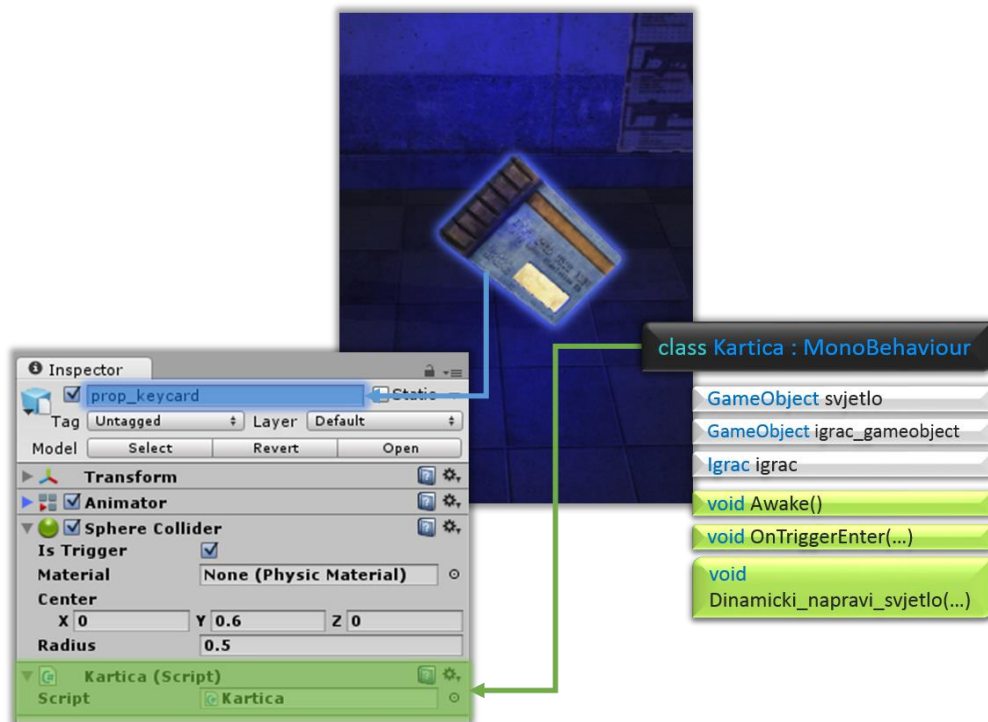 Inspector
prop_keycard
Static
Tag Untagged Layer Default
Model Select Revert Open
Transform
Animator
Sphere Collider
Is Trigger
Material None (Physic Material)
Center
X 0 Y 0.6 Z 0
Radius 0.5
Kartica (Script)
Script Kartica
class Kartica : MonoBehaviour
GameObject svjetlo
GameObject igrac_gameobject
Igrac igrac
void Awake()
void OnTriggerEnter(...)
void
Dinamicki_napravi_svjetlo(...)